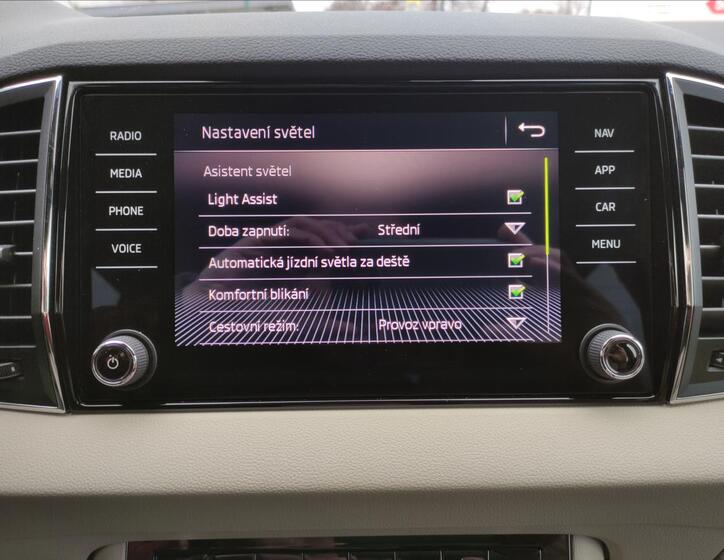 Nastavení světel
Asistent světel
Light Assist
Doba zapnutí: Střední
Automatická jízdní světla za deště
Komfortní blikání
Cestovní režim: Provoz vpravo
RADIO
MEDIA
PHONE
VOICE
NAV
APP
CAR
MENU